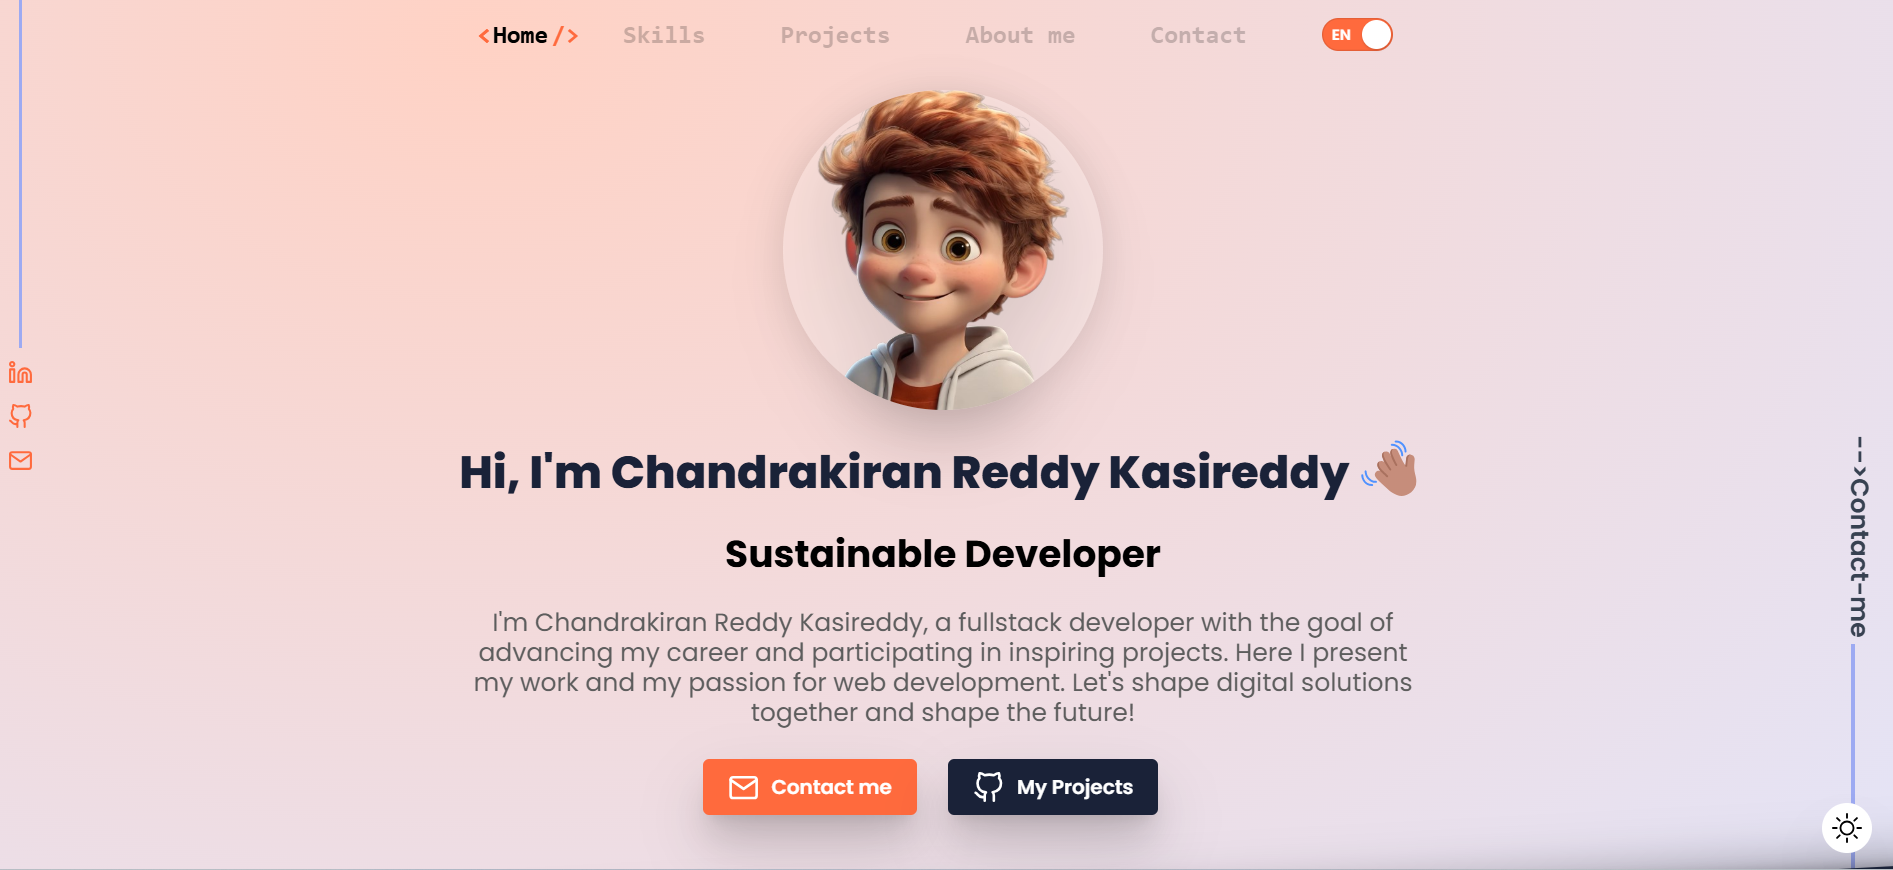 <Home/> Skills Projects About me Contact EN
Hi, I'm Chandrakiran Reddy Kasireddy
Sustainable Developer
I'm Chandrakiran Reddy Kasireddy, a fullstack developer with the goal of
advancing my career and participating in inspiring projects. Here I present
my work and my passion for web development. Let's shape digital solutions
together and shape the future!
Contact me
My Projects
-->Contact-me